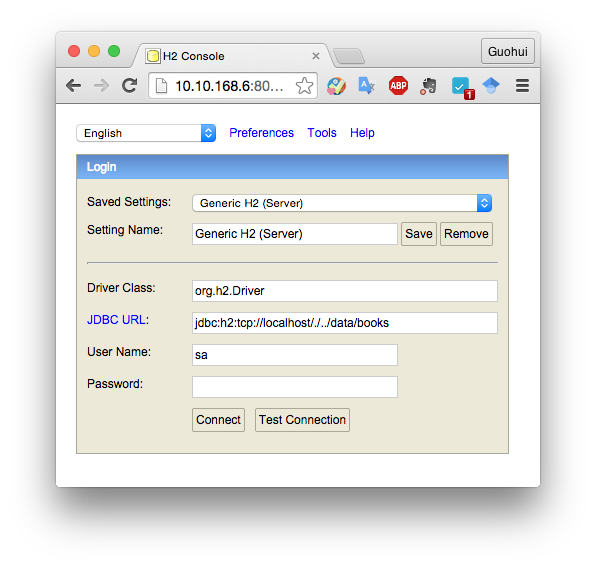 H2 Console
Guohui
10.10.168.6:80...
ABP
1
English Preferences Tools Help
Login
Saved Settings: Generic H2 (Server)
Setting Name: Generic H2 (Server) Save Remove
Driver Class: org.h2.Driver
JDBC URL: jdbc:h2:tcp://localhost/./../data/books
User Name: sa
Password:
Connect Test Connection